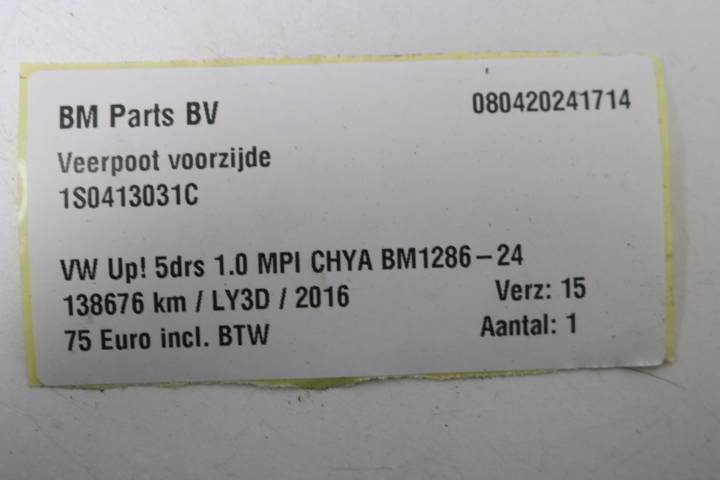 BM Parts BV 080420241714
Veerpoot voorzijde
1S0413031C
VW Up! 5drs 1.0 MPI CHYA BM1286-24
138676 km / LY3D / 2016 Verz: 15
75 Euro incl. BTW Aantal: 1